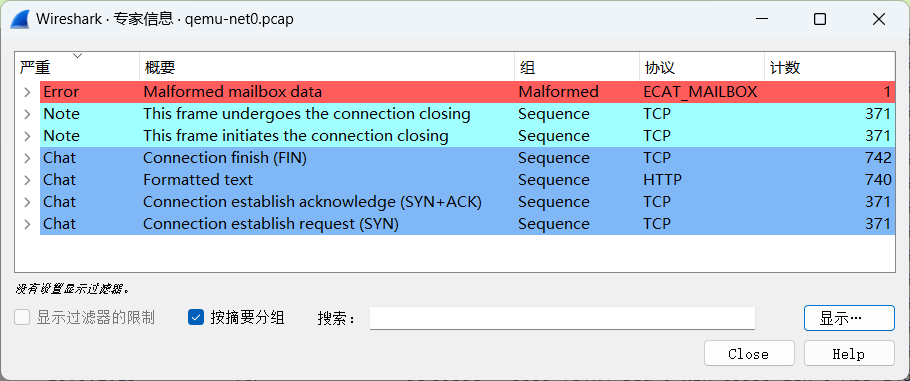 Wireshark · 专家信息 · qemu-net0.pcap
严重 概要 组 协议 计数
Error Malformed mailbox data Malformed ECAT_MAILBOX 1
Note This frame undergoes the connection closing Sequence TCP 371
Note This frame initiates the connection closing Sequence TCP 371
Chat Connection finish (FIN) Sequence TCP 742
Chat Formatted text Sequence HTTP 740
Chat Connection establish acknowledge (SYN+ACK) Sequence TCP 371
Chat Connection establish request (SYN) Sequence TCP 371
没有设置显示过滤器。
显示过滤器的限制 按摘要分组 搜索： 显示…
Close Help